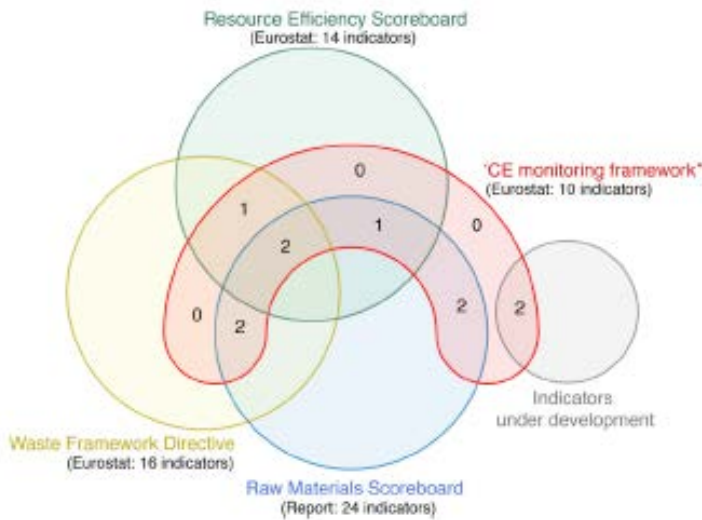 Resource Efficiency Scoreboard
(Eurostat: 14 indicators)
0
"CE monitoring framework"
(Eurostat: 10 indicators)
1
0
1
2
2
2
0
2
Indicators
under development
Waste Framework Directive
(Eurostat: 16 indicators)
Raw Materials Scoreboard
(Report: 24 indicators)